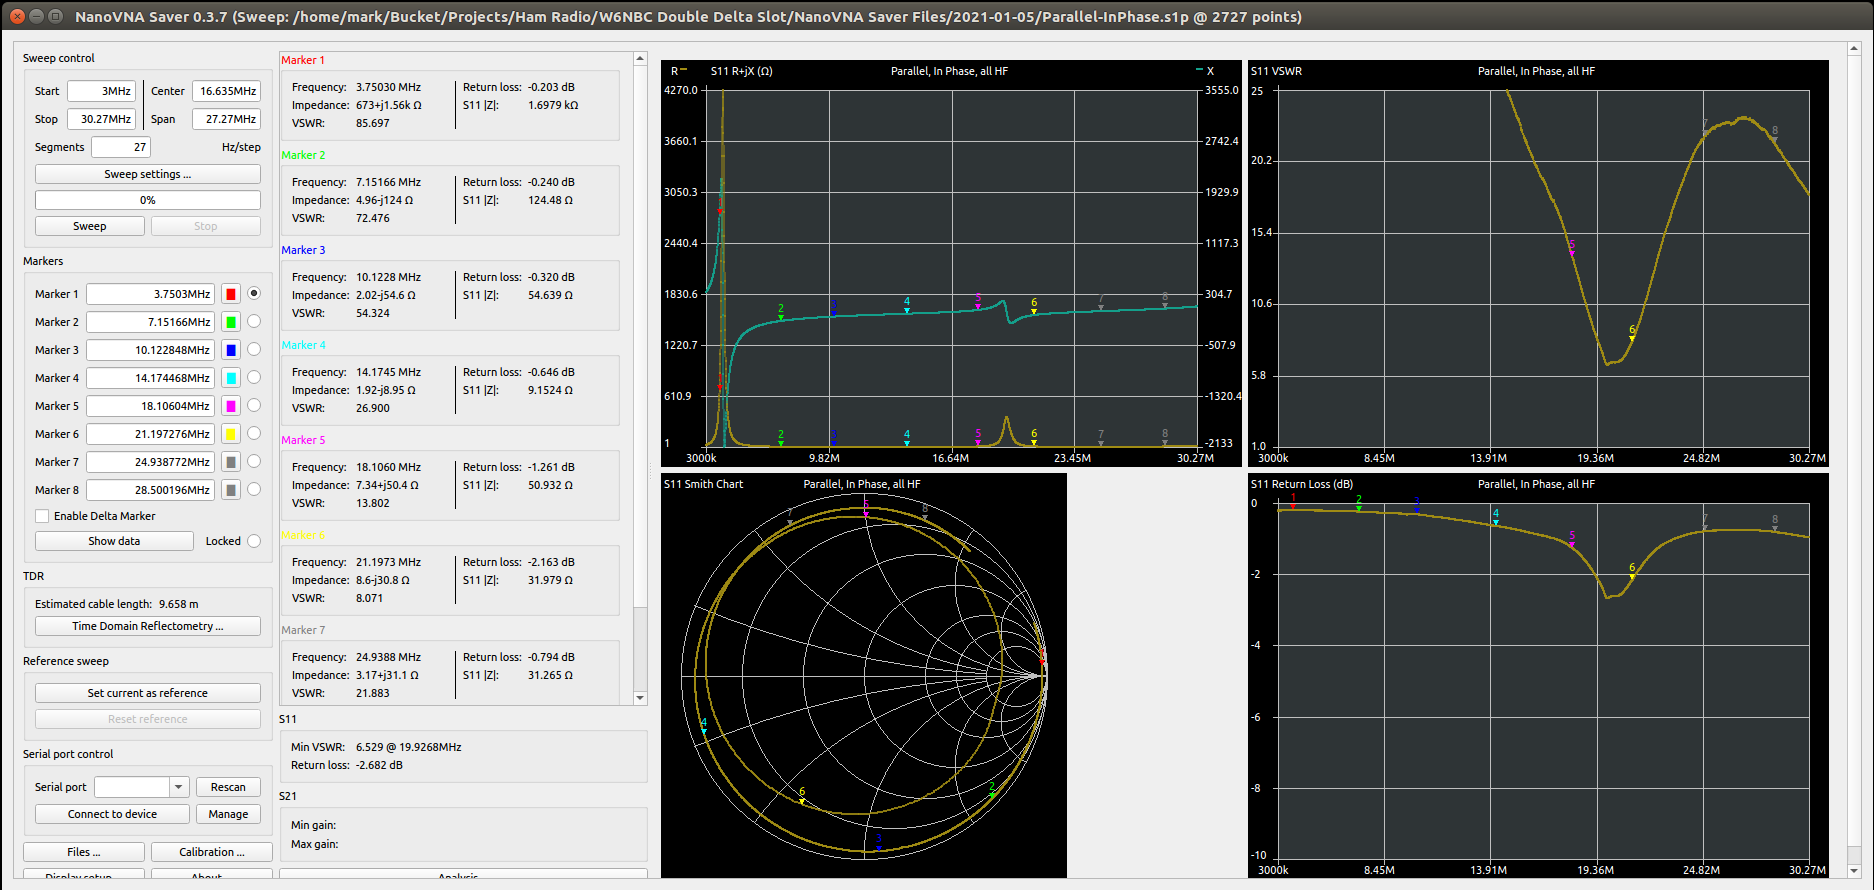 NanoVNA Saver 0.3.7 (Sweep: /home/mark/Bucket/Projects/Ham Radio/W6NBC Double Delta Slot/NanoVNA Saver Files/2021-01-05/Parallel-InPhase.s1p @ 2727 points)
Sweep control
Start 3MHz Center 16.635MHz
Stop 30.27MHz Span 27.27MHz
Segments 27 Hz/step
Sweep settings ...
0%
Sweep Stop
Markers
Marker 1 3.7503MHz
Marker 2 7.15166MHz
Marker 3 10.122848MHz
Marker 4 14.174468MHz
Marker 5 18.10604MHz
Marker 6 21.197276MHz
Marker 7 24.938772MHz
Marker 8 28.500196MHz
Enable Delta Marker
Show data Locked
TDR
Estimated cable length: 9.658 m
Time Domain Reflectometry ...
Reference sweep
Set current as reference
Reset reference
Serial port control
Serial port Rescan
Connect to device Manage
Files ... Calibration ...
Display setup ... About ...
Marker 1
Frequency: 3.75030 MHz Return loss: -0.203 dB
Impedance: 673+j1.56k Ω S11 |Z|: 1.6979 kΩ
VSWR: 85.697
Marker 2
Frequency: 7.15166 MHz Return loss: -0.240 dB
Impedance: 4.96-j124 Ω S11 |Z|: 124.48 Ω
VSWR: 72.476
Marker 3
Frequency: 10.1228 MHz Return loss: -0.320 dB
Impedance: 2.02-j54.6 Ω S11 |Z|: 54.639 Ω
VSWR: 54.324
Marker 4
Frequency: 14.1745 MHz Return loss: -0.646 dB
Impedance: 1.92-j8.95 Ω S11 |Z|: 9.1524 Ω
VSWR: 26.900
Marker 5
Frequency: 18.1060 MHz Return loss: -1.261 dB
Impedance: 7.34+j50.4 Ω S11 |Z|: 50.932 Ω
VSWR: 13.802
Marker 6
Frequency: 21.1973 MHz Return loss: -2.163 dB
Impedance: 8.6-j30.8 Ω S11 |Z|: 31.979 Ω
VSWR: 8.071
Marker 7
Frequency: 24.9388 MHz Return loss: -0.794 dB
Impedance: 3.17+j31.1 Ω S11 |Z|: 31.265 Ω
VSWR: 21.883
S11
Min VSWR: 6.529 @ 19.9268MHz
Return loss: -2.682 dB
S21
Min gain:
Max gain:
Analysis ...
R S11 R+jX (Ω) Parallel, In Phase, all HF X
4270.0 3555.0
3660.1 2742.4
3050.3 1929.9
2440.4 1117.3
1830.6 304.7
1220.7 -507.9
610.9 -1320.4
1 -2133
1 2 3 4 5 6 7 8
1 2 3 4 5 6 7 8
3000k 9.82M 16.64M 23.45M 30.27M
S11 VSWR Parallel, In Phase, all HF
25
20.2
15.4
10.6
5.8
1.0
5 6 7 8
3000k 8.45M 13.91M 19.36M 24.82M 30.27M
S11 Smith Chart Parallel, In Phase, all HF
7 5 8
1
4
6 2
3
S11 Return Loss (dB) Parallel, In Phase, all HF
0
-2
-4
-6
-8
-10
1 2 3 4 5 6 7 8
3000k 8.45M 13.91M 19.36M 24.82M 30.27M